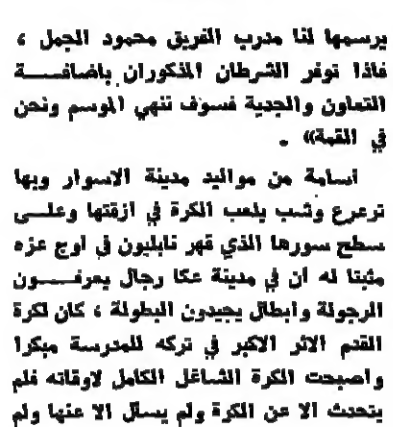 يرسمها لنا مدرب الفريق محمود الجمل ،
فاذا توفر الشرطان المذكوران باضافـــة
التعاون والجدية فسوف ننهي الموسم ونحن
في القمة» .
اسامة من مواليد مدينة الاسوار وبها
ترعرع وشب يلعب الكرة في ازقتها وعلـى
سطح سورها الذي قهر نابليون في اوج عزه
مثبتا له ان في مدينة عكا رجال يعرفــون
الرجولة وابطال يجيدون البطولة ، كان لكرة
القدم الاثر الاكبر في تركه للمدرسة مبكرا
واصبحت الكرة الشاغل الكامل لاوقاته فلم
يتحدث الا عن الكرة ولم يسال الا عنها ولم